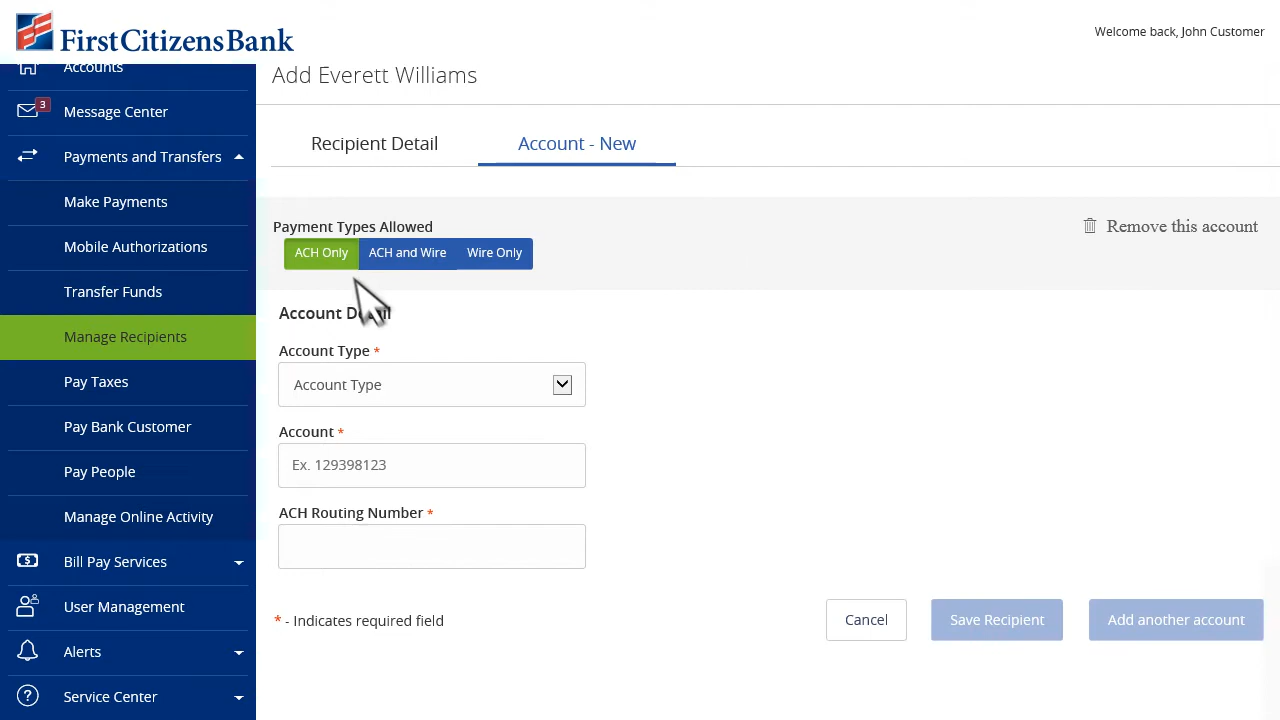 First Citizens Bank
Welcome back, John Customer
Accounts
3
Message Center
Payments and Transfers
Make Payments
Mobile Authorizations
Transfer Funds
Manage Recipients
Pay Taxes
Pay Bank Customer
Pay People
Manage Online Activity
Bill Pay Services
User Management
Alerts
Service Center
Add Everett Williams
Recipient Detail
Account - New
Payment Types Allowed
Remove this account
ACH Only
ACH and Wire
Wire Only
Account Detail
Account Type *
Account Type
Account *
Ex. 129398123
ACH Routing Number *
* - Indicates required field
Cancel
Save Recipient
Add another account